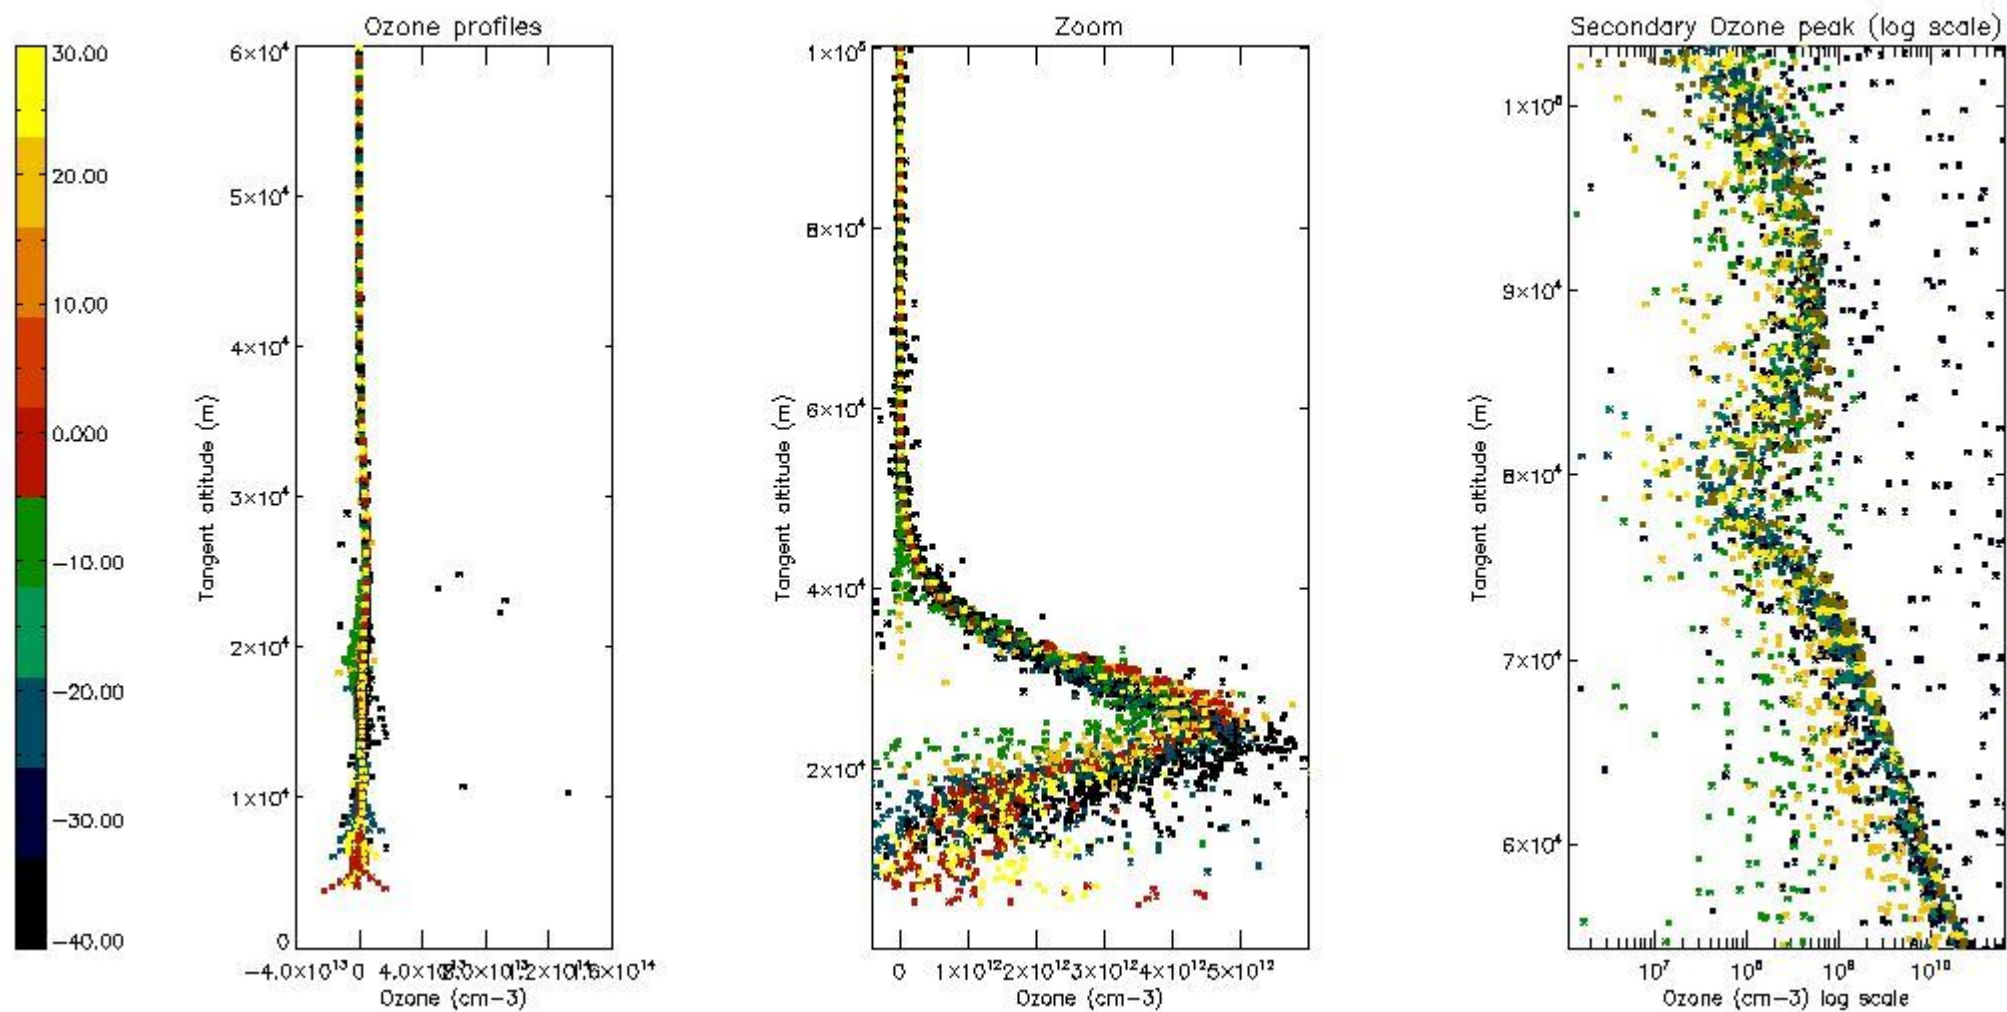 Ozone profiles
Zoom
Secondary Ozone peak (log scale)
30.00
20.00
10.00
0.000
−10.00
−20.00
−30.00
−40.00
6×10⁴
5×10⁴
4×10⁴
3×10⁴
2×10⁴
1×10⁴
0
Tangent altitude (m)
−4.0×10¹³ 0
Ozone (cm−3)
1×10⁵
8×10⁴
6×10⁴
4×10⁴
2×10⁴
Tangent altitude (m)
0 1×10¹² 2×10¹² 3×10¹² 4×10¹² 5×10¹²
Ozone (cm−3)
9×10⁴
8×10⁴
7×10⁴
6×10⁴
Tangent altitude (m)
10⁷ 10⁸ 10⁹ 10¹⁰
Ozone (cm−3) log scale